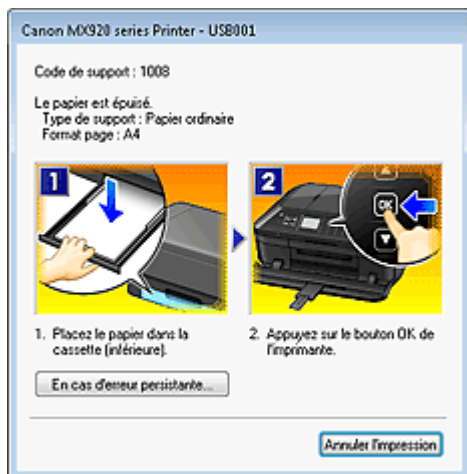 Canon MX920 series Printer - USB001
Code de support : 1008
Le papier est épuisé.
Type de support : Papier ordinaire
Format page : A4
1
2
OK
1. Placez le papier dans la
cassette (inférieure).
2. Appuyez sur le bouton OK de
l'imprimante.
En cas d'erreur persistante...
Annuler l'impression